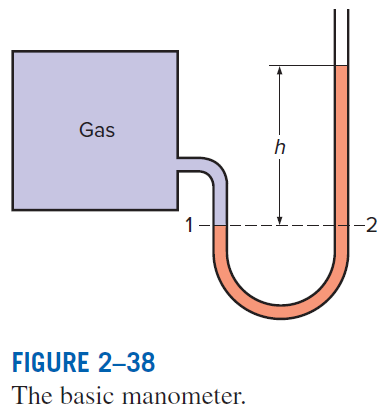 Gas
h
1
2
FIGURE 2–38
The basic manometer.